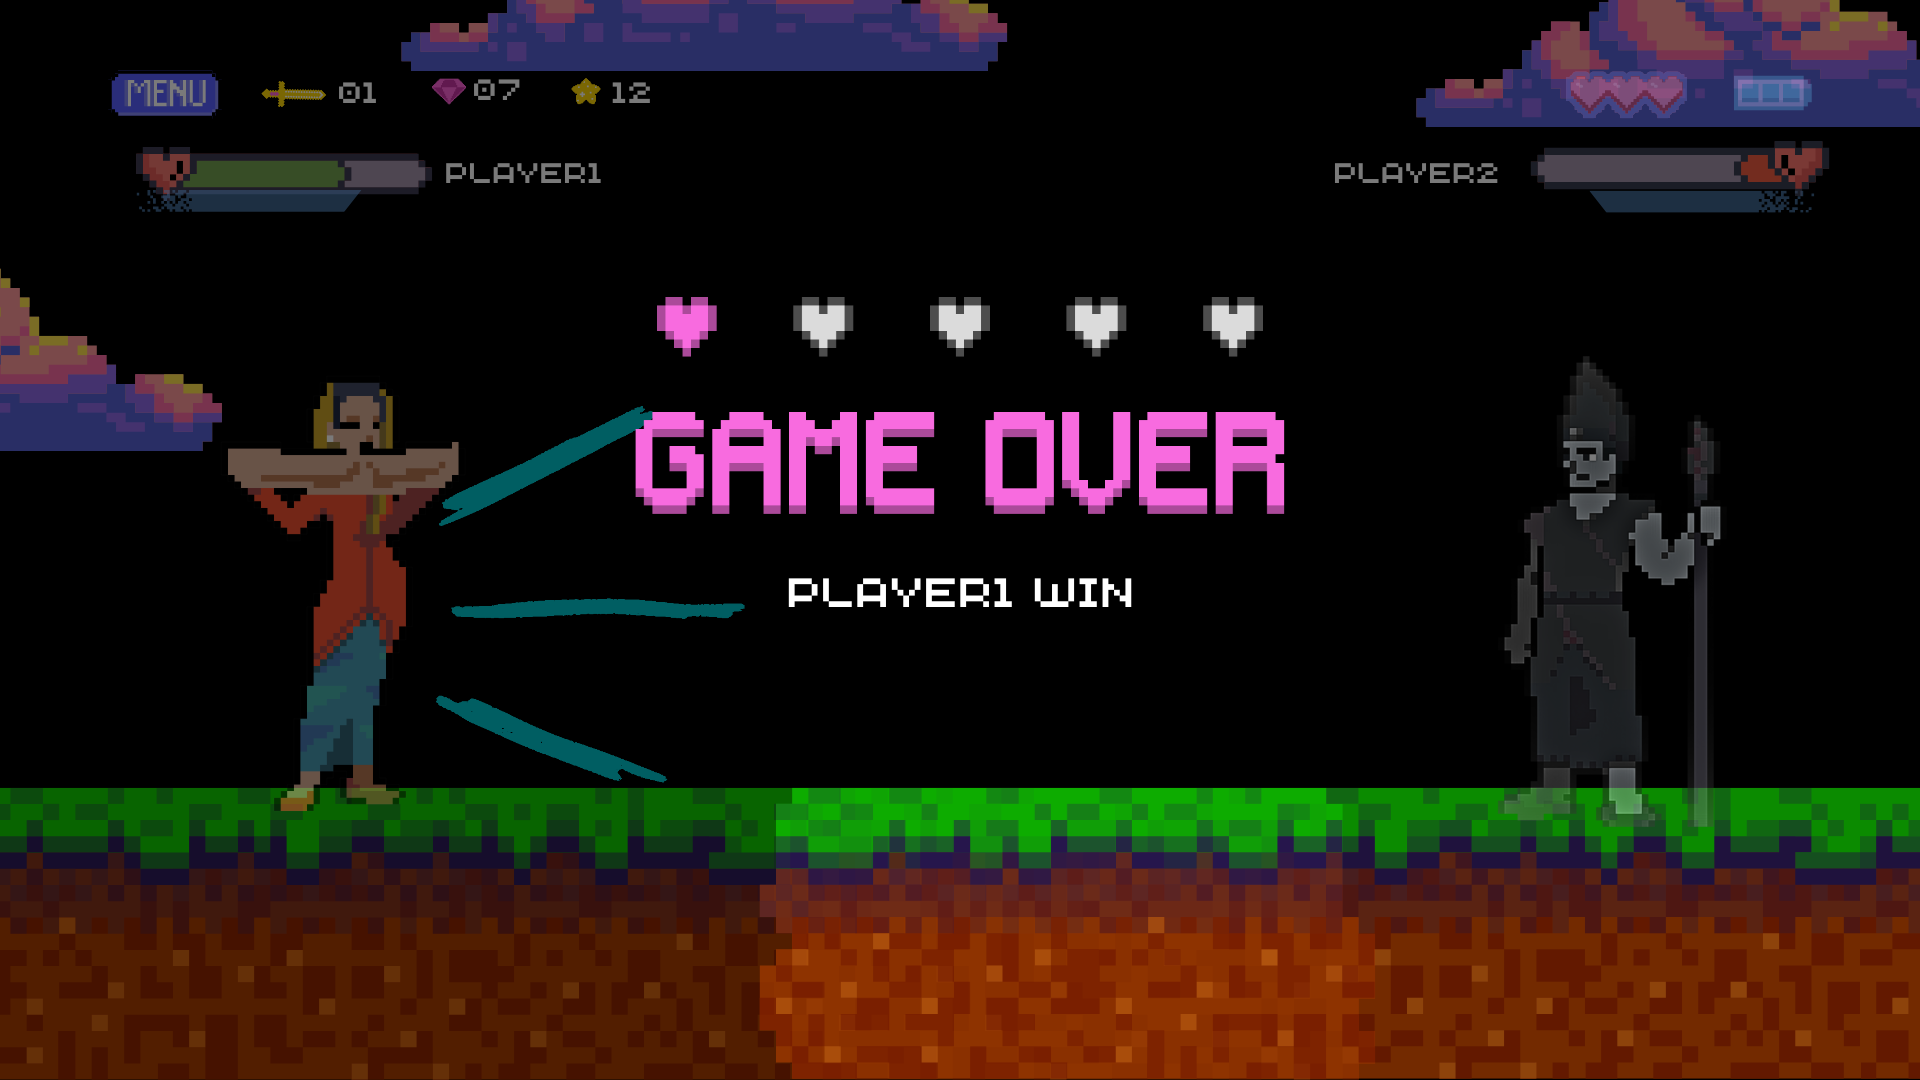 MENU 01 07 12
PLAYER1
PLAYER2
GAME OVER
PLAYER1 WIN